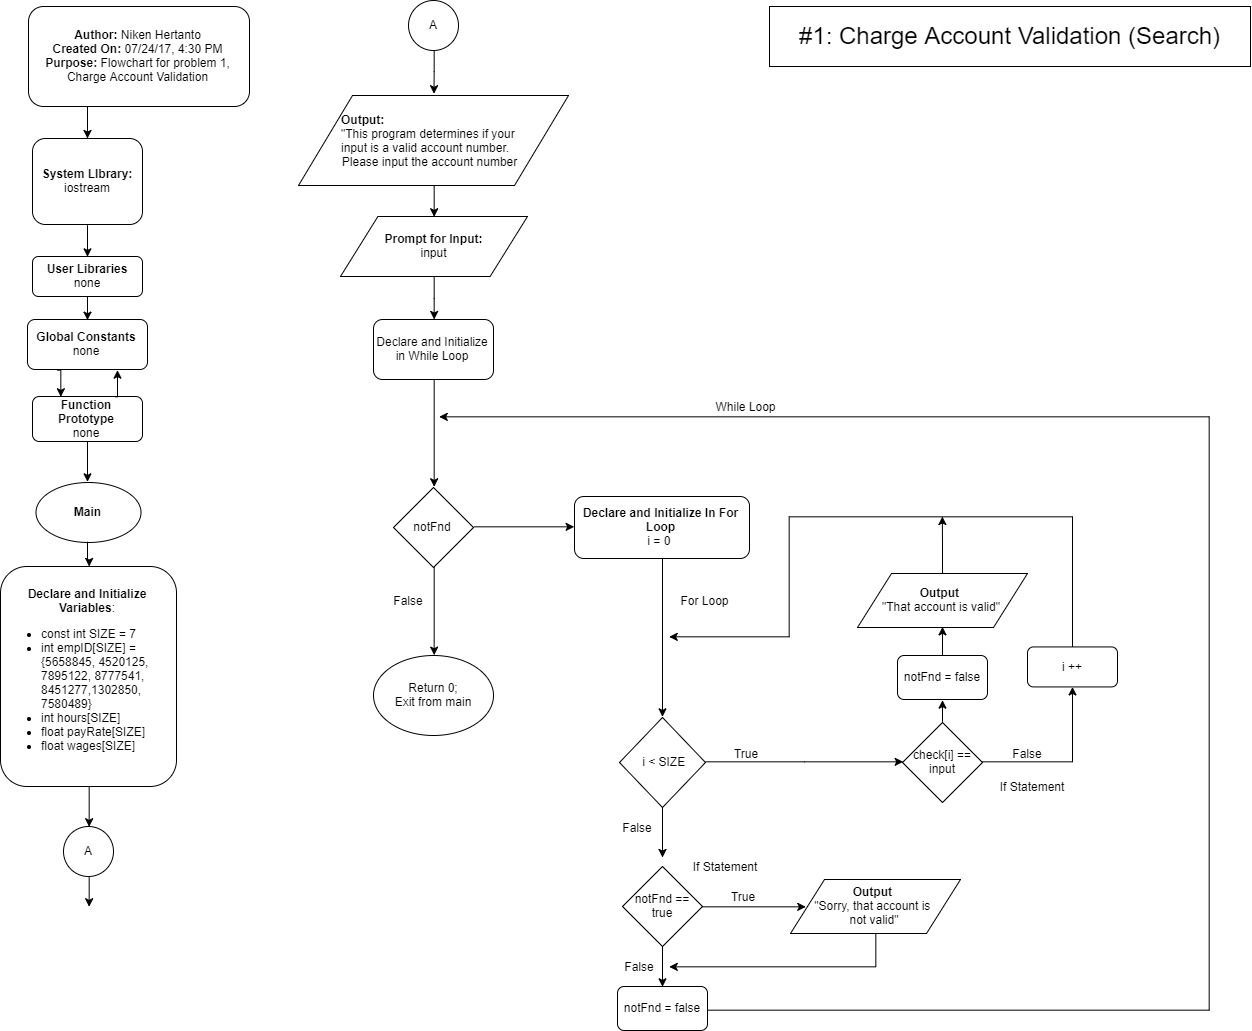 #1: Charge Account Validation (Search)
Author: Niken Hertanto
Created On: 07/24/17, 4:30 PM
Purpose: Flowchart for problem 1,
Charge Account Validation
System LIbrary:
iostream
User Libraries
none
Global Constants
none
Function
Prototype
none
Main
Declare and Initialize
Variables:
• const int SIZE = 7
• int empID[SIZE] =
{5658845, 4520125,
7895122, 8777541,
8451277,1302850,
7580489}
• int hours[SIZE]
• float payRate[SIZE]
• float wages[SIZE]
A
A
Output:
"This program determines if your
input is a valid account number.
Please input the account number
Prompt for Input:
input
Declare and Initialize
in While Loop
While Loop
notFnd
False
Return 0;
Exit from main
Declare and Initialize In For
Loop
i = 0
For Loop
i < SIZE
True
check[i] ==
input
False
If Statement
i ++
notFnd = false
Output
"That account is valid"
False
If Statement
notFnd ==
true
True
Output
"Sorry, that account is
not valid"
False
notFnd = false